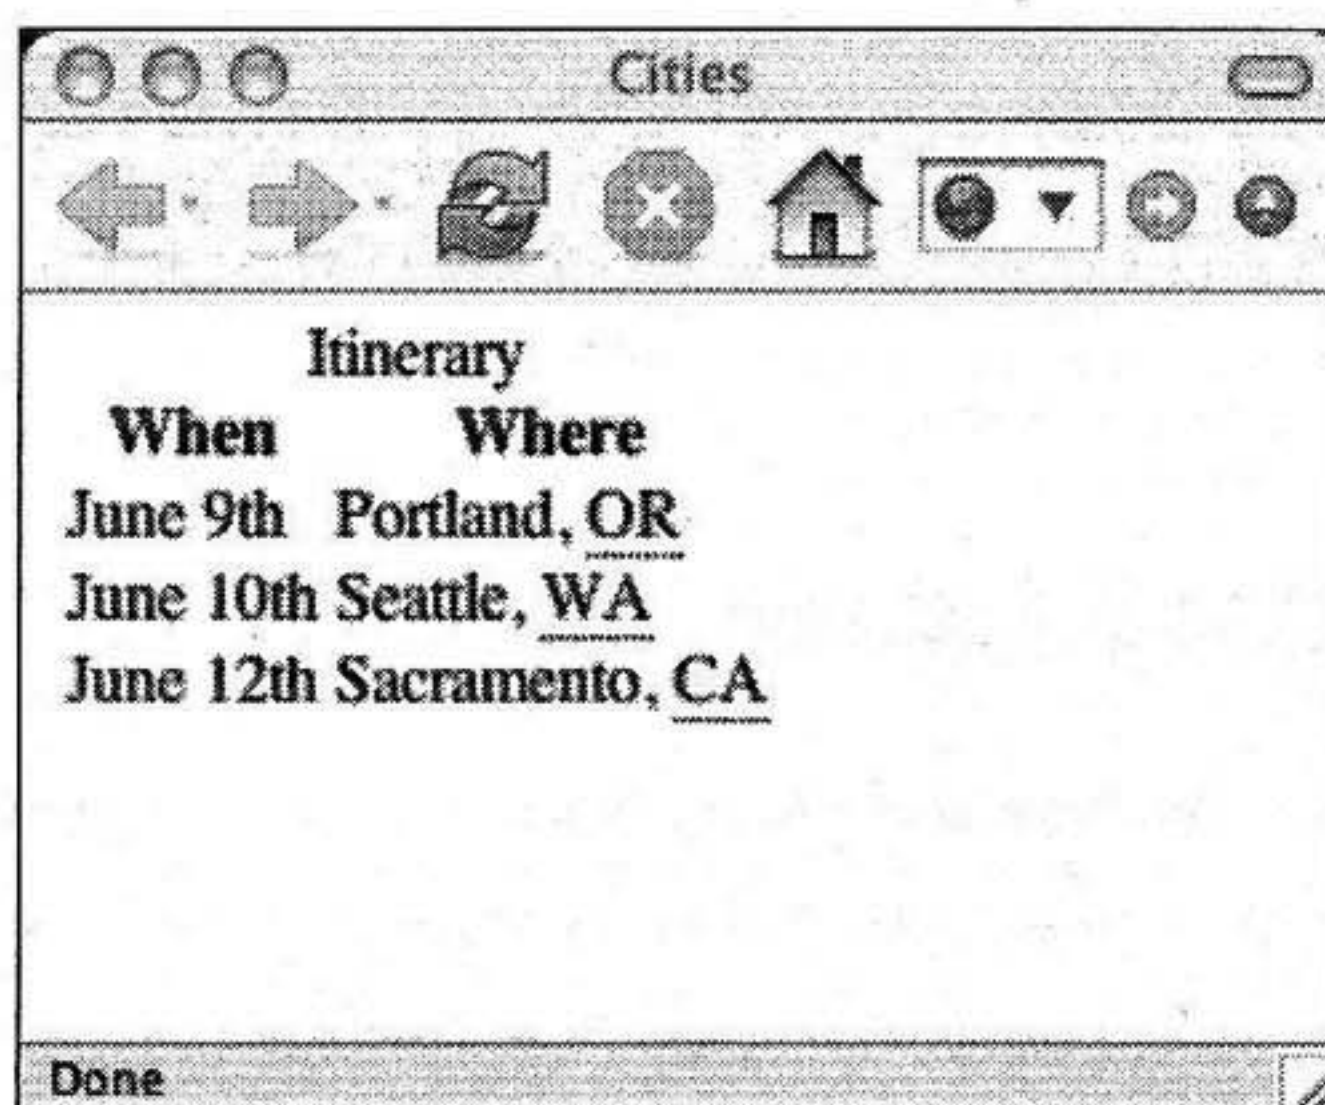 Cities
Itinerary
When Where
June 9th Portland, OR
June 10th Seattle, WA
June 12th Sacramento, CA
Done